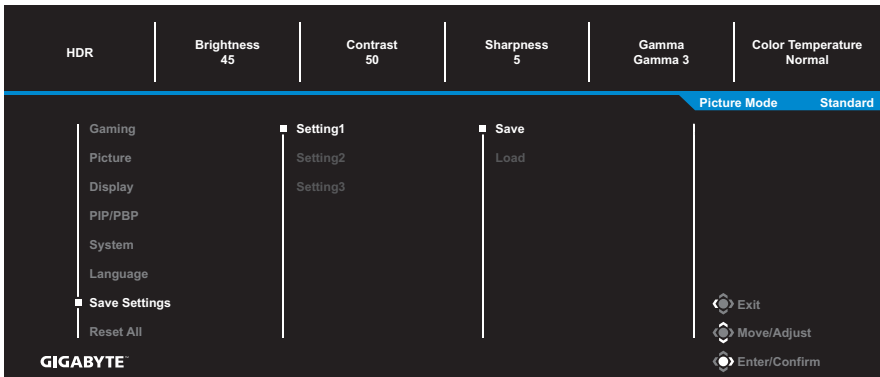 HDR
Brightness
45
Contrast
50
Sharpness
5
Gamma
Gamma 3
Color Temperature
Normal
Picture Mode Standard
Gaming
Picture
Display
PIP/PBP
System
Language
Save Settings
Reset All
Setting1
Setting2
Setting3
Save
Load
Exit
Move/Adjust
Enter/Confirm
GIGABYTE™